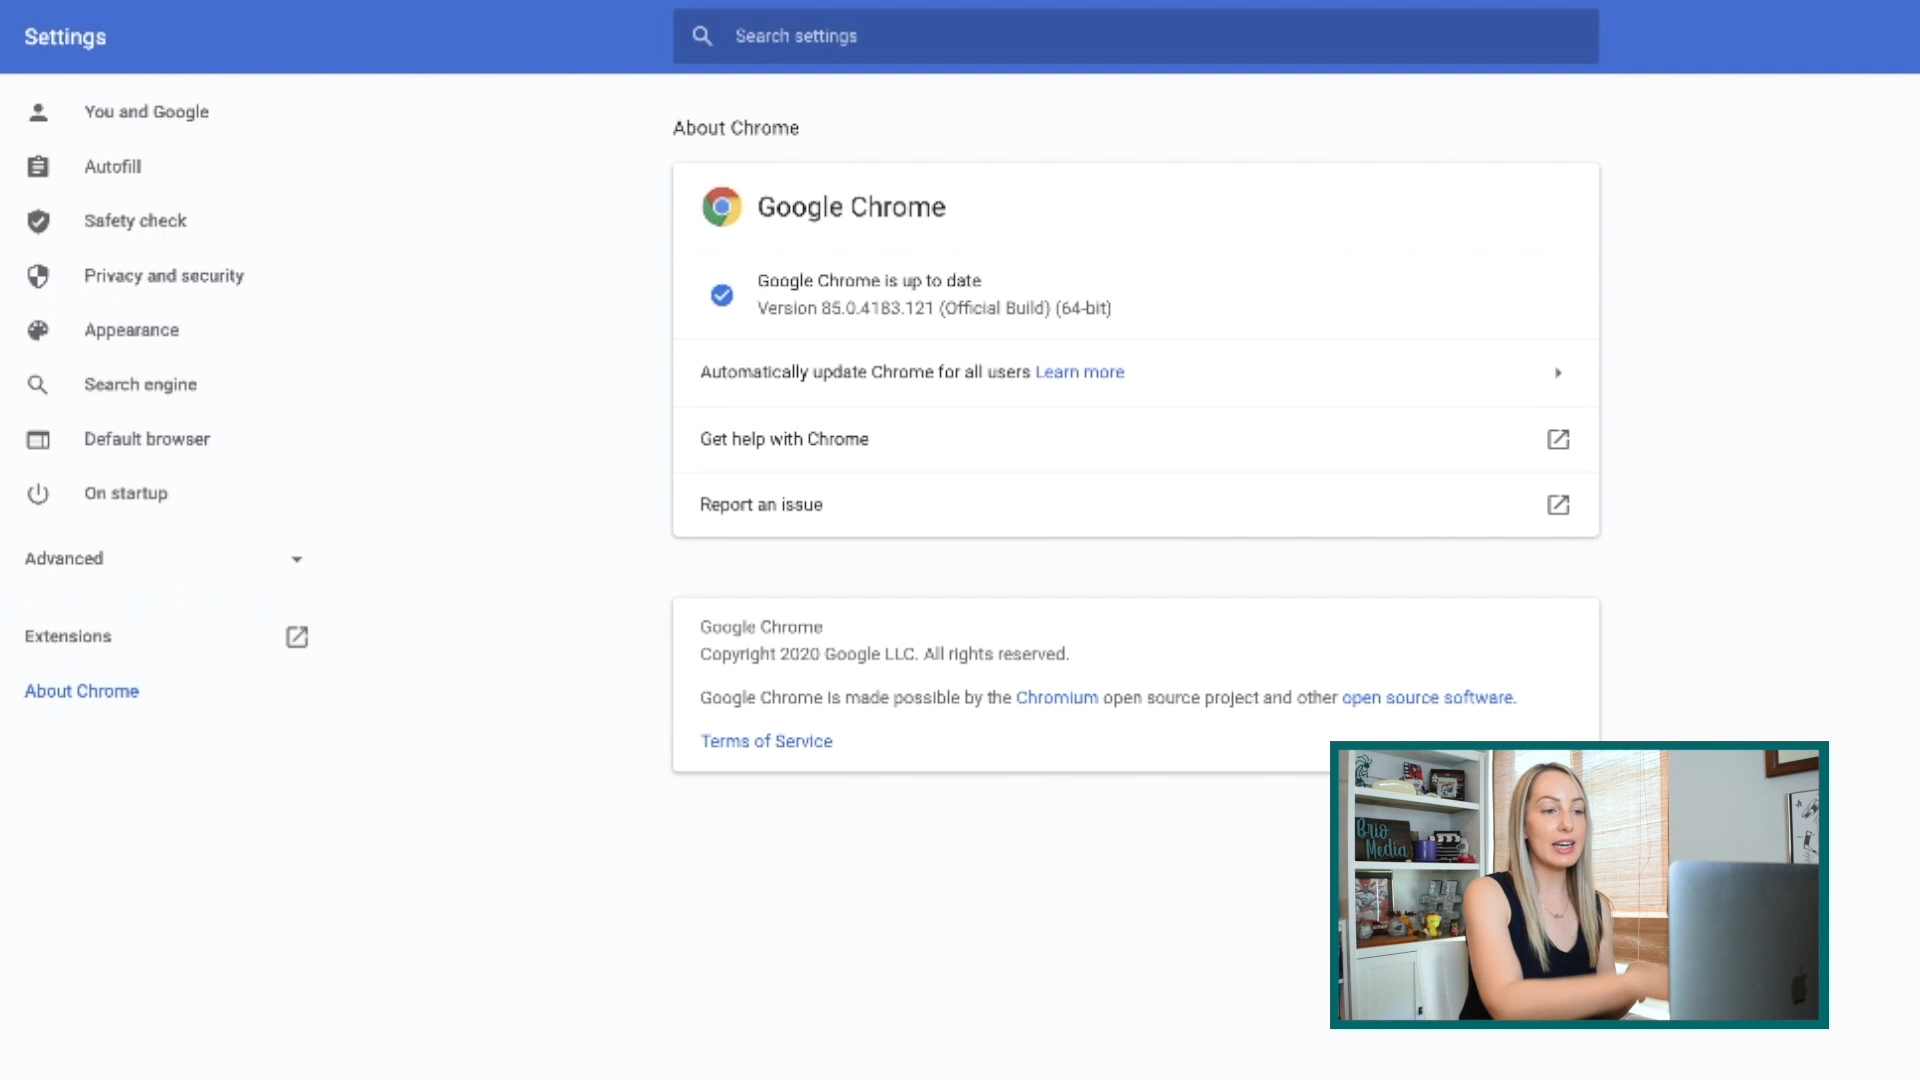 Settings
Search settings
You and Google
Autofill
Safety check
Privacy and security
Appearance
Search engine
Default browser
On startup
Advanced
Extensions
About Chrome
About Chrome
Google Chrome
Google Chrome is up to date
Version 85.0.4183.121 (Official Build) (64-bit)
Automatically update Chrome for all users Learn more
Get help with Chrome
Report an issue
Google Chrome
Copyright 2020 Google LLC. All rights reserved.
Google Chrome is made possible by the Chromium open source project and other open source software.
Terms of Service
Brio
Media